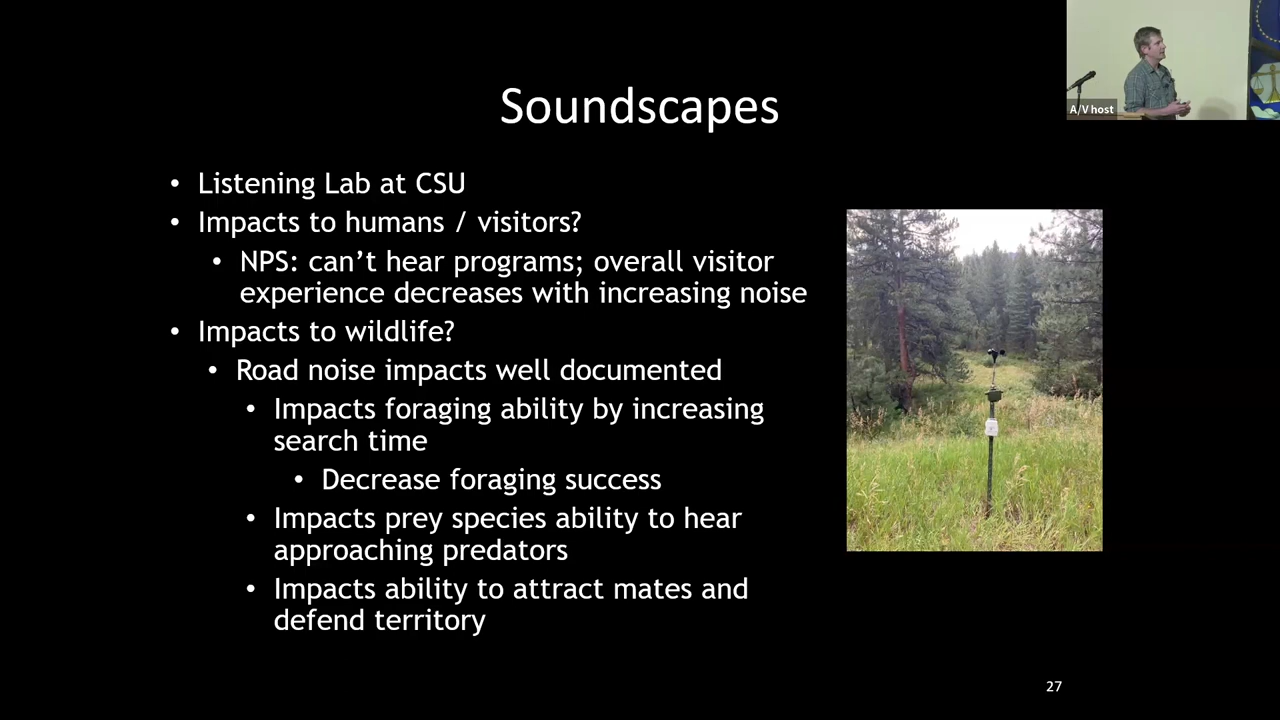 Soundscapes
• Listening Lab at CSU
• Impacts to humans / visitors?
• NPS: can't hear programs; overall visitor
experience decreases with increasing noise
• Impacts to wildlife?
• Road noise impacts well documented
• Impacts foraging ability by increasing
search time
• Decrease foraging success
• Impacts prey species ability to hear
approaching predators
• Impacts ability to attract mates and
defend territory
27
A/V host